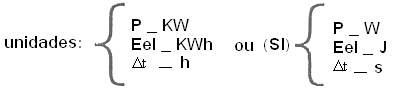 P _ KW
unidades: Eel _ KWh ou (SI)
Δt _ h
P _ W
Eel _ J
Δt _ s